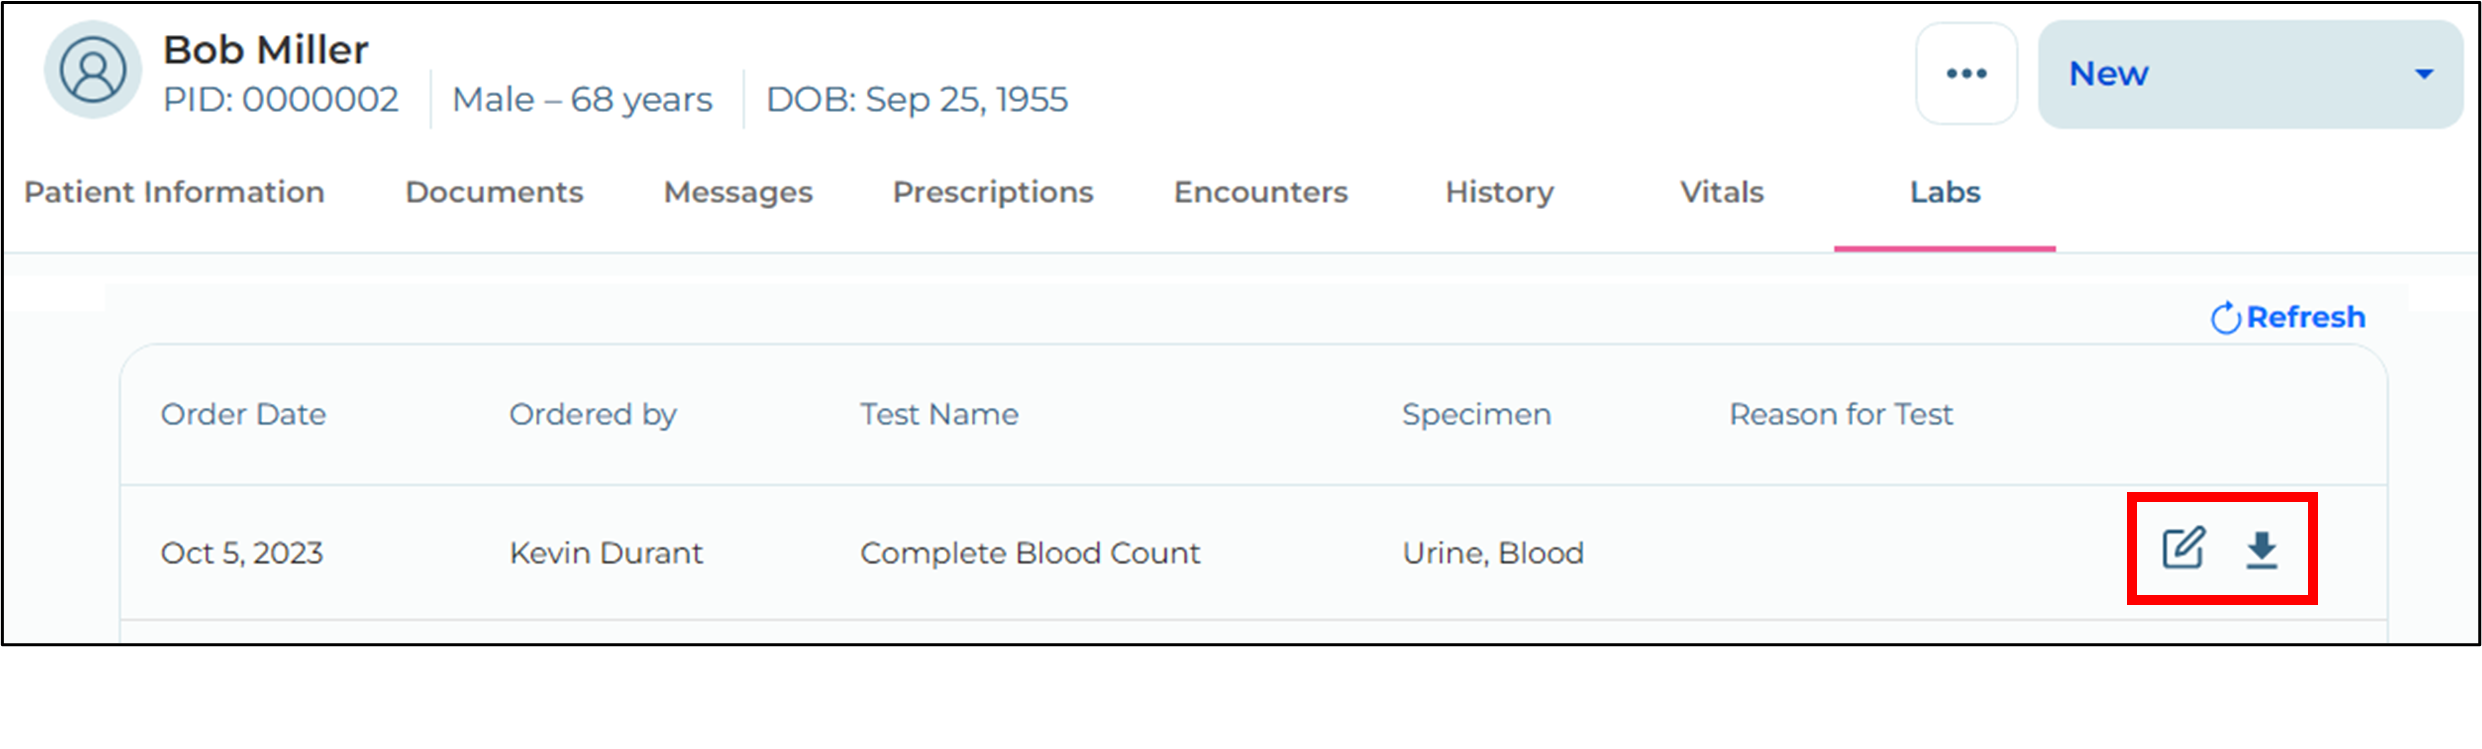 Bob Miller
PID: 0000002 Male – 68 years DOB: Sep 25, 1955
New
Patient Information Documents Messages Prescriptions Encounters History Vitals Labs
Refresh
Order Date Ordered by Test Name Specimen Reason for Test
Oct 5, 2023 Kevin Durant Complete Blood Count Urine, Blood